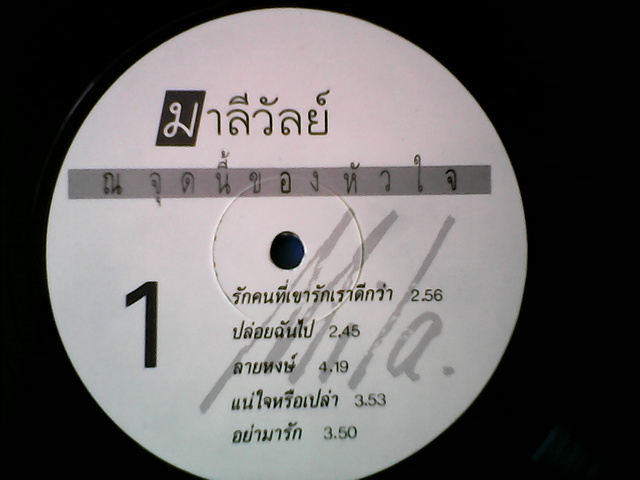 มาลีวัลย์
ณ จุดนี้ของหัวใจ
1
Mila.
รักคนที่เขารักเราดีกว่า 2.56
ปล่อยฉันไป 2.45
ลายหงษ์ 4.19
แน่ใจหรือเปล่า 3.53
อย่ามารัก 3.50